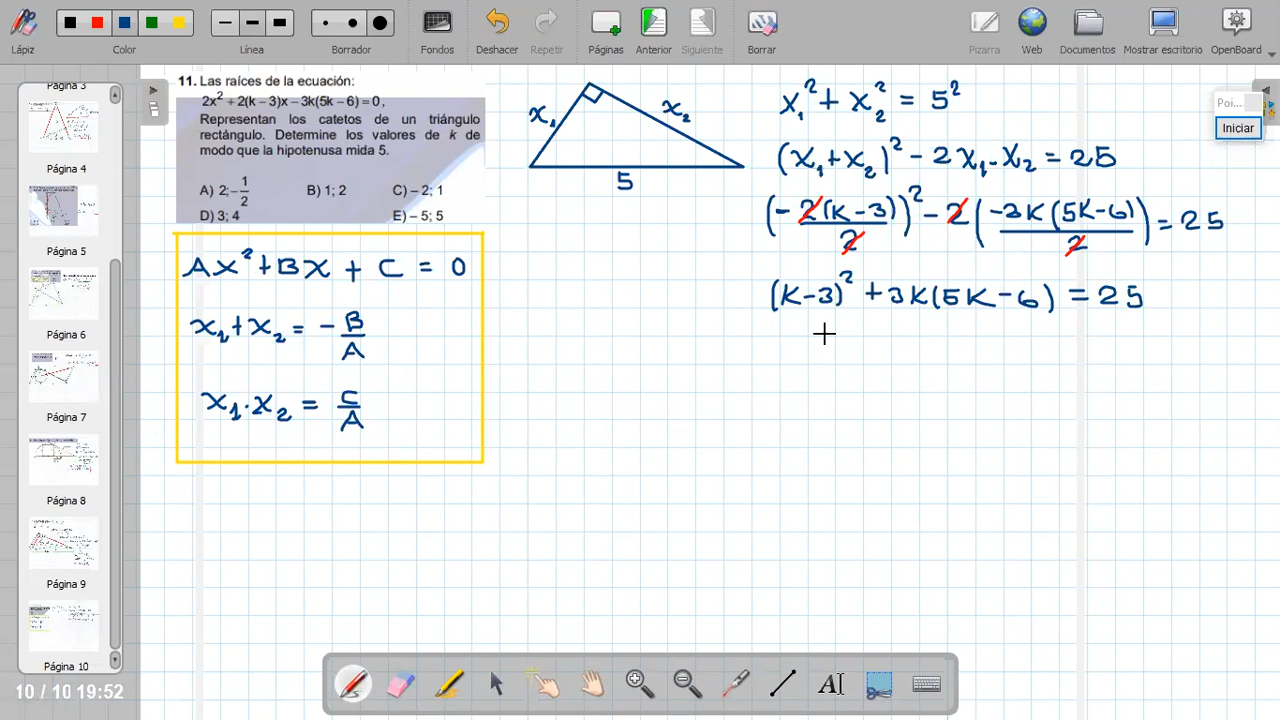 Lápiz
Color
Línea
Borrador
Fondos
Deshacer
Repetir
Páginas
Anterior
Siguiente
Borrar
Pizarra
Web
Documentos
Mostrar escritorio
OpenBoard
Página 3
Página 4
Página 5
Página 6
Página 7
Página 8
Página 9
Página 10
10 / 10 19:52
11. Las raíces de la ecuación:
2x² + 2(k – 3)x – 3k(5k – 6) = 0,
Representan los catetos de un triángulo
rectángulo. Determine los valores de k de
modo que la hipotenusa mida 5.
A) 2; –1/2 B) 1; 2 C) – 2; 1
D) 3; 4 E) – 5; 5
Ax² + Bx + C = 0
x₁ + x₂ = – B/A
x₁ · x₂ = C/A
x₁
x₂
5
x₁² + x₂² = 5²
(x₁ + x₂)² – 2x₁·x₂ = 25
(– 2(k – 3)/2)² – 2(–3k(5k – 6)/2) = 25
(k – 3)² + 3k(5k – 6) = 25
Poi...
Iniciar